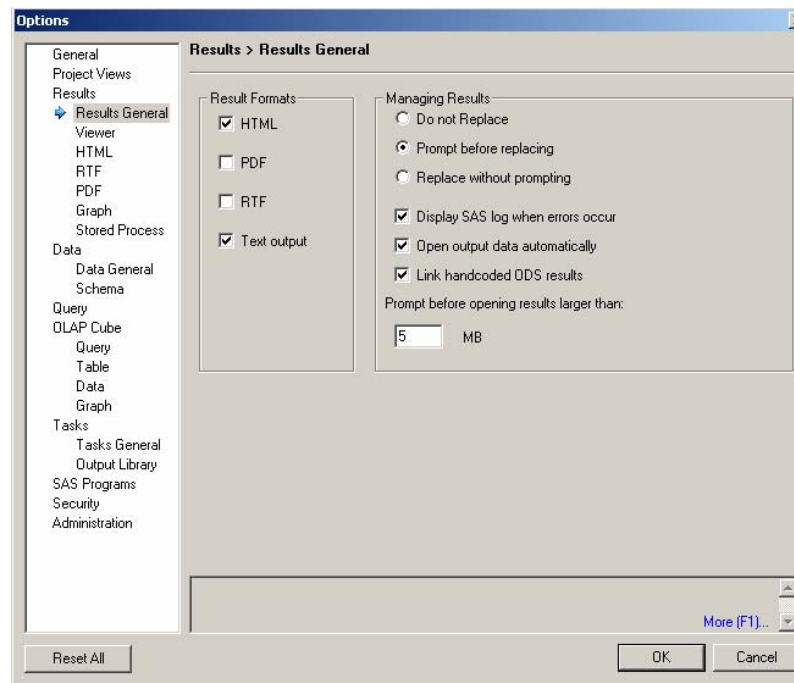 Options
General
Project Views
Results
Results General
Viewer
HTML
RTF
PDF
Graph
Stored Process
Data
Data General
Schema
Query
OLAP Cube
Query
Table
Data
Graph
Tasks
Tasks General
Output Library
SAS Programs
Security
Administration
Results > Results General
Result Formats
HTML
PDF
RTF
Text output
Managing Results
Do not Replace
Prompt before replacing
Replace without prompting
Display SAS log when errors occur
Open output data automatically
Link handcoded ODS results
Prompt before opening results larger than:
5 MB
More (F1)...
Reset All
OK
Cancel